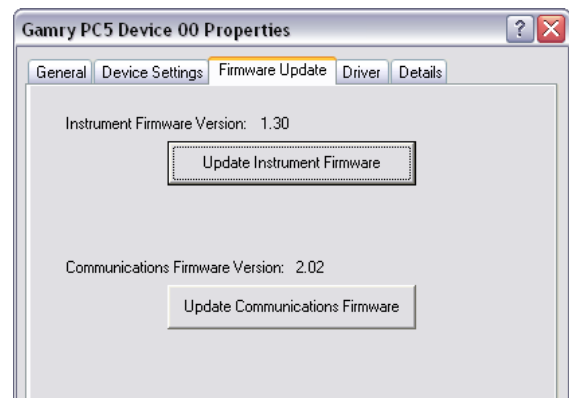 Gamry PC5 Device 00 Properties
General Device Settings Firmware Update Driver Details
Instrument Firmware Version: 1.30
Update Instrument Firmware
Communications Firmware Version: 2.02
Update Communications Firmware